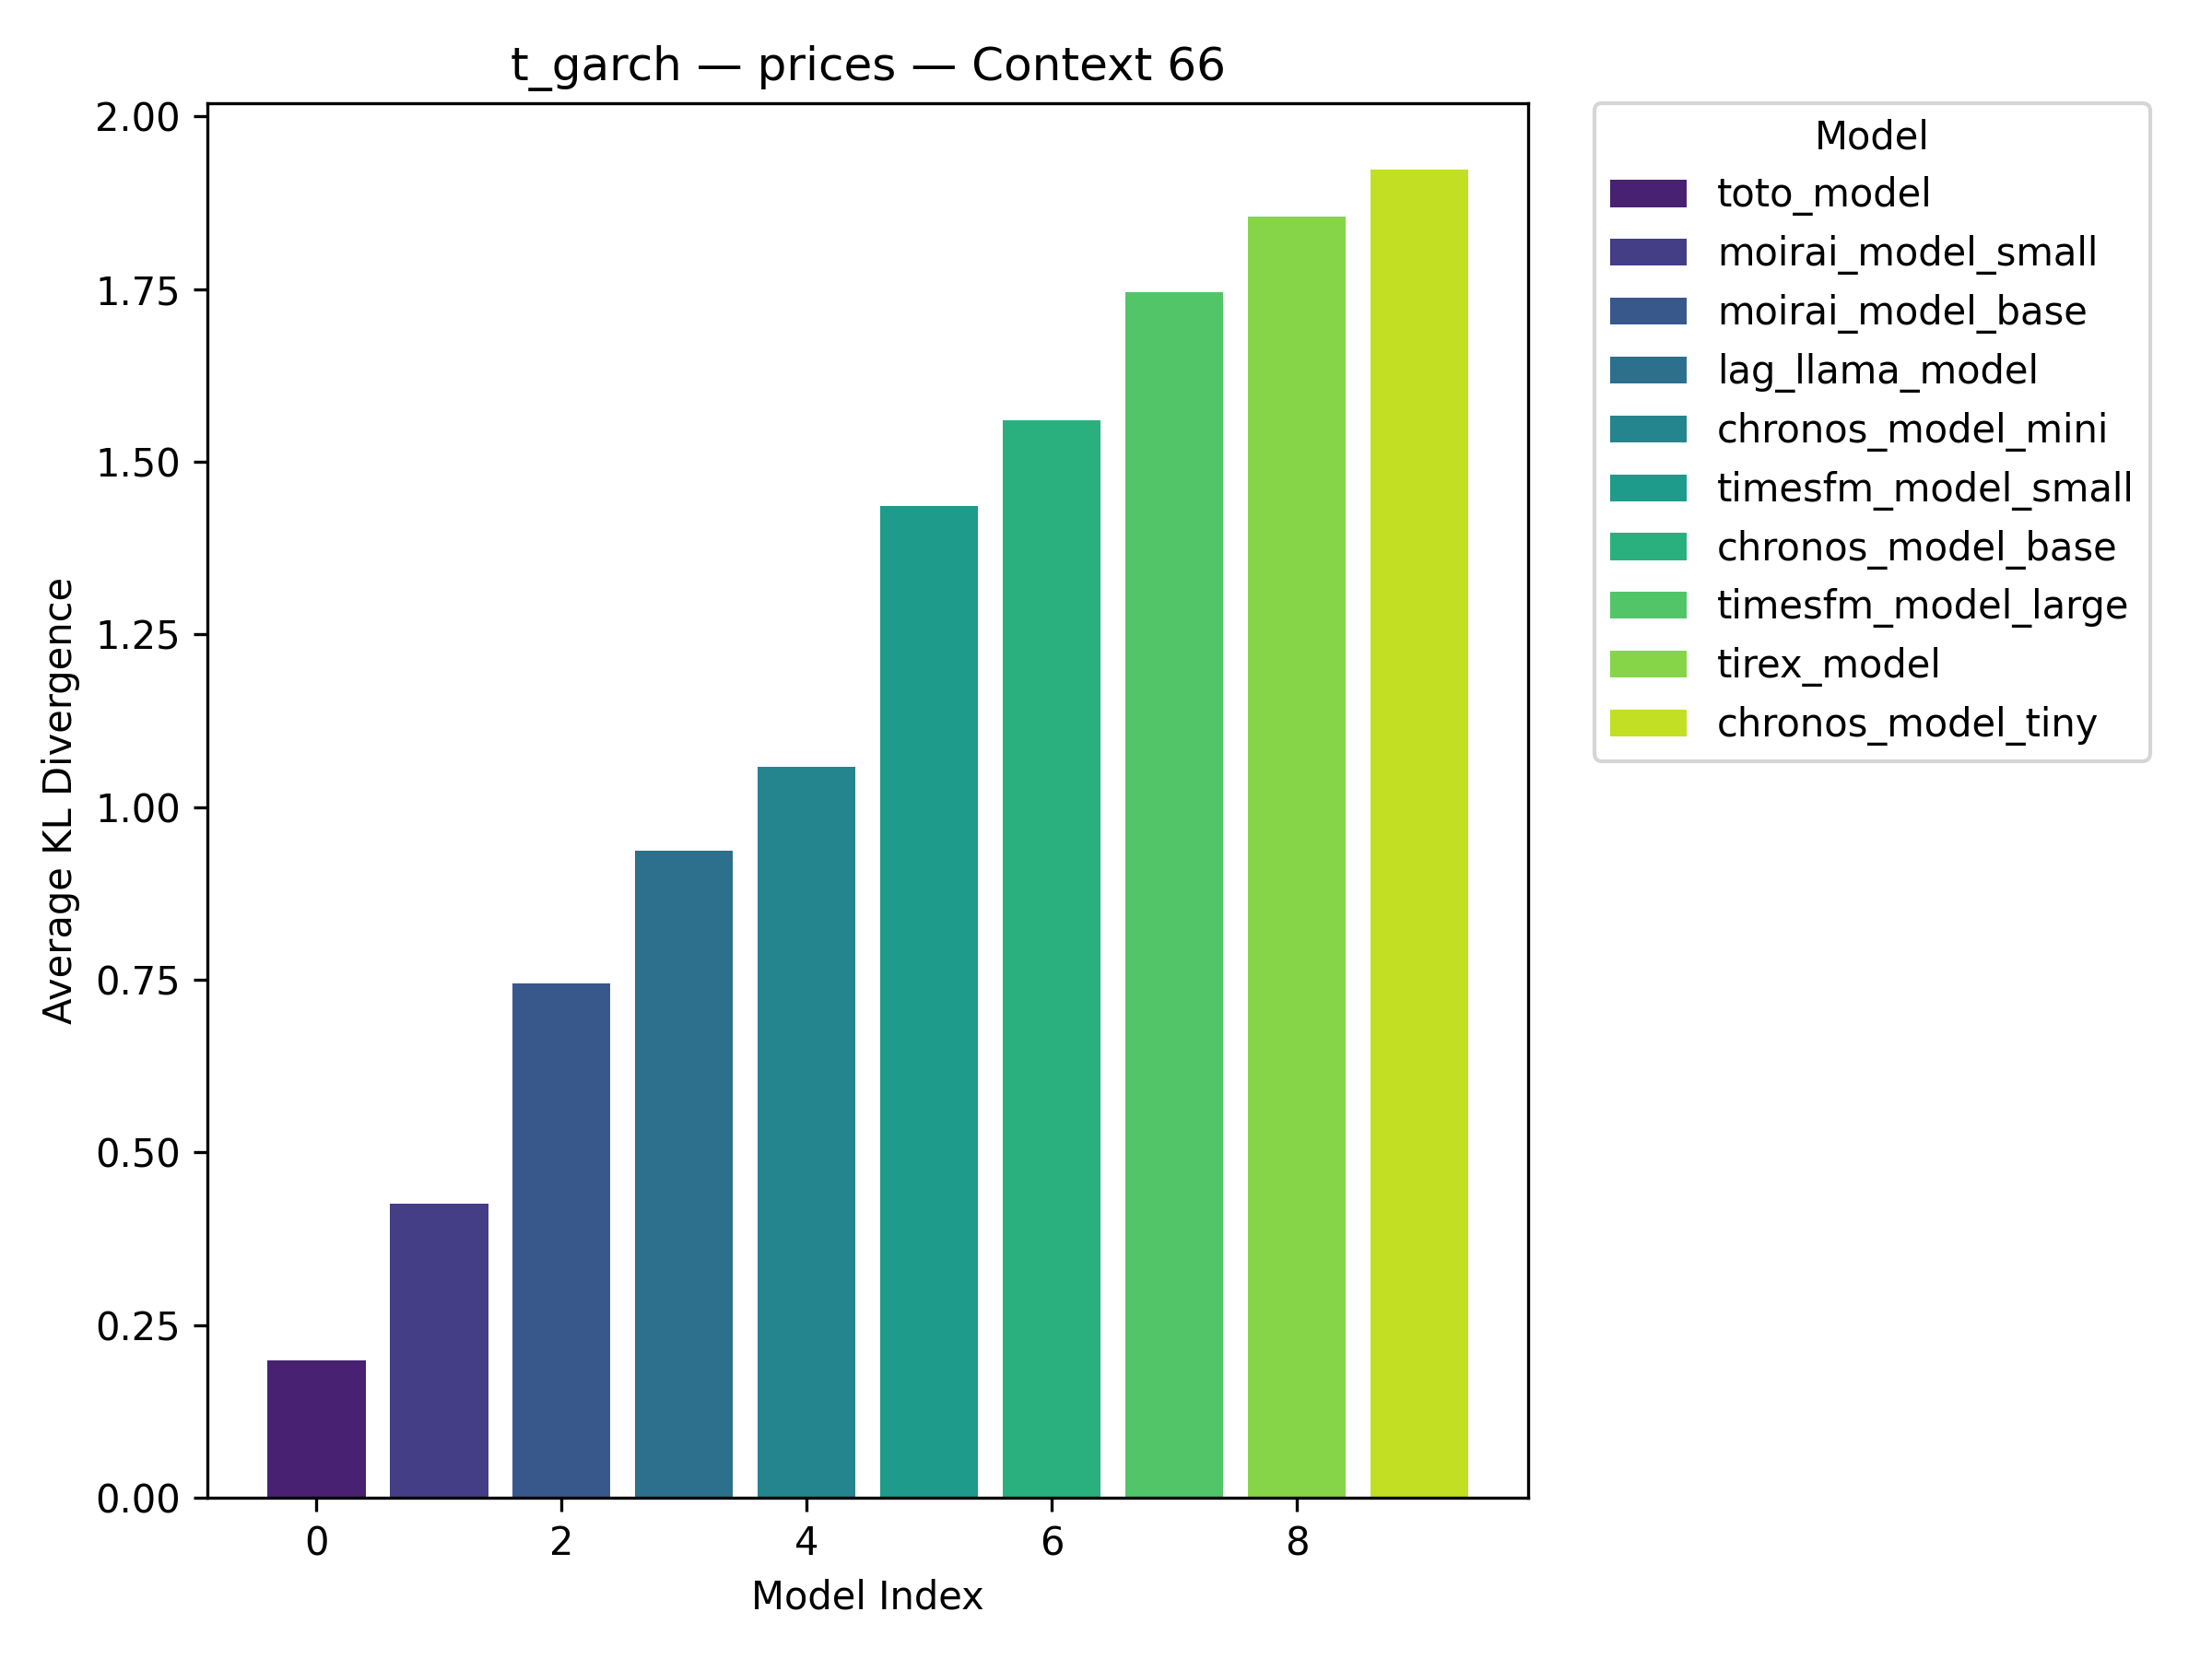 t_garch — prices — Context 66
Average KL Divergence
2.00
1.75
1.50
1.25
1.00
0.75
0.50
0.25
0.00
0 2 4 6 8
Model Index
Model
toto_model
moirai_model_small
moirai_model_base
lag_llama_model
chronos_model_mini
timesfm_model_small
chronos_model_base
timesfm_model_large
tirex_model
chronos_model_tiny